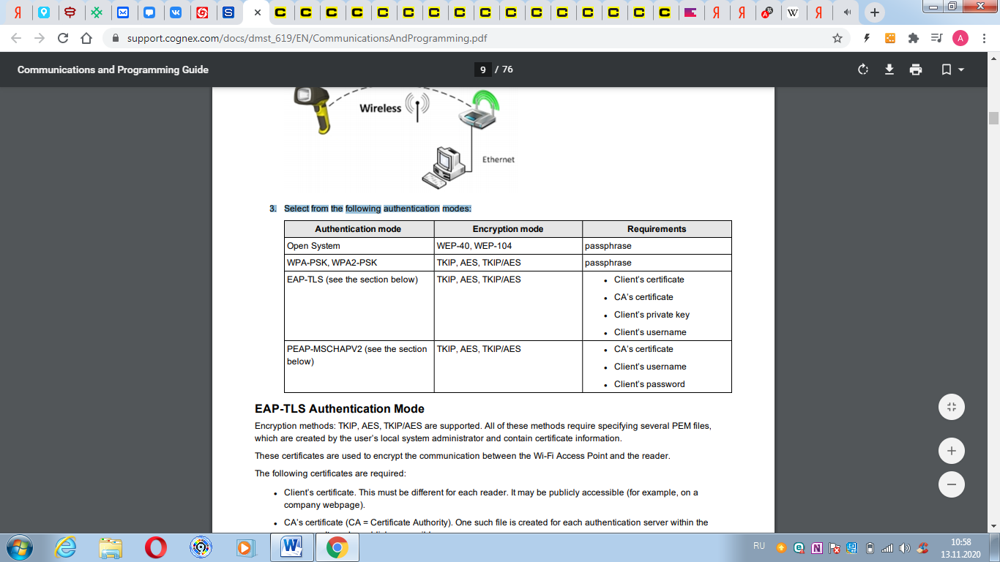 support.cognex.com/docs/dmst_619/EN/CommunicationsAndProgramming.pdf
A
Communications and Programming Guide
9 / 76
Wireless
Ethernet
3. Select from the following authentication modes:
Authentication mode Encryption mode Requirements
Open System WEP-40, WEP-104 passphrase
WPA-PSK, WPA2-PSK TKIP, AES, TKIP/AES passphrase
EAP-TLS (see the section below) TKIP, AES, TKIP/AES • Client's certificate
• CA's certificate
• Client's private key
• Client's username
PEAP-MSCHAPV2 (see the section TKIP, AES, TKIP/AES • CA's certificate
below)
• Client's username
• Client's password
EAP-TLS Authentication Mode
Encryption methods: TKIP, AES, TKIP/AES are supported. All of these methods require specifying several PEM files,
which are created by the user's local system administrator and contain certificate information.
These certificates are used to encrypt the communication between the Wi-Fi Access Point and the reader.
The following certificates are required:
• Client's certificate. This must be different for each reader. It may be publicly accessible (for example, on a
company webpage).
• CA's certificate (CA = Certificate Authority). One such file is created for each authentication server within the
RU
10:58
13.11.2020